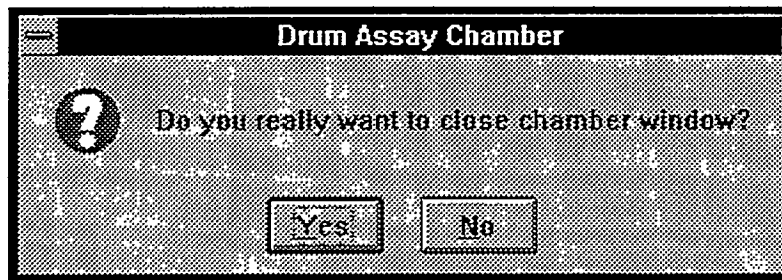 Drum Assay Chamber
Do you really want to close chamber window?
Yes
No